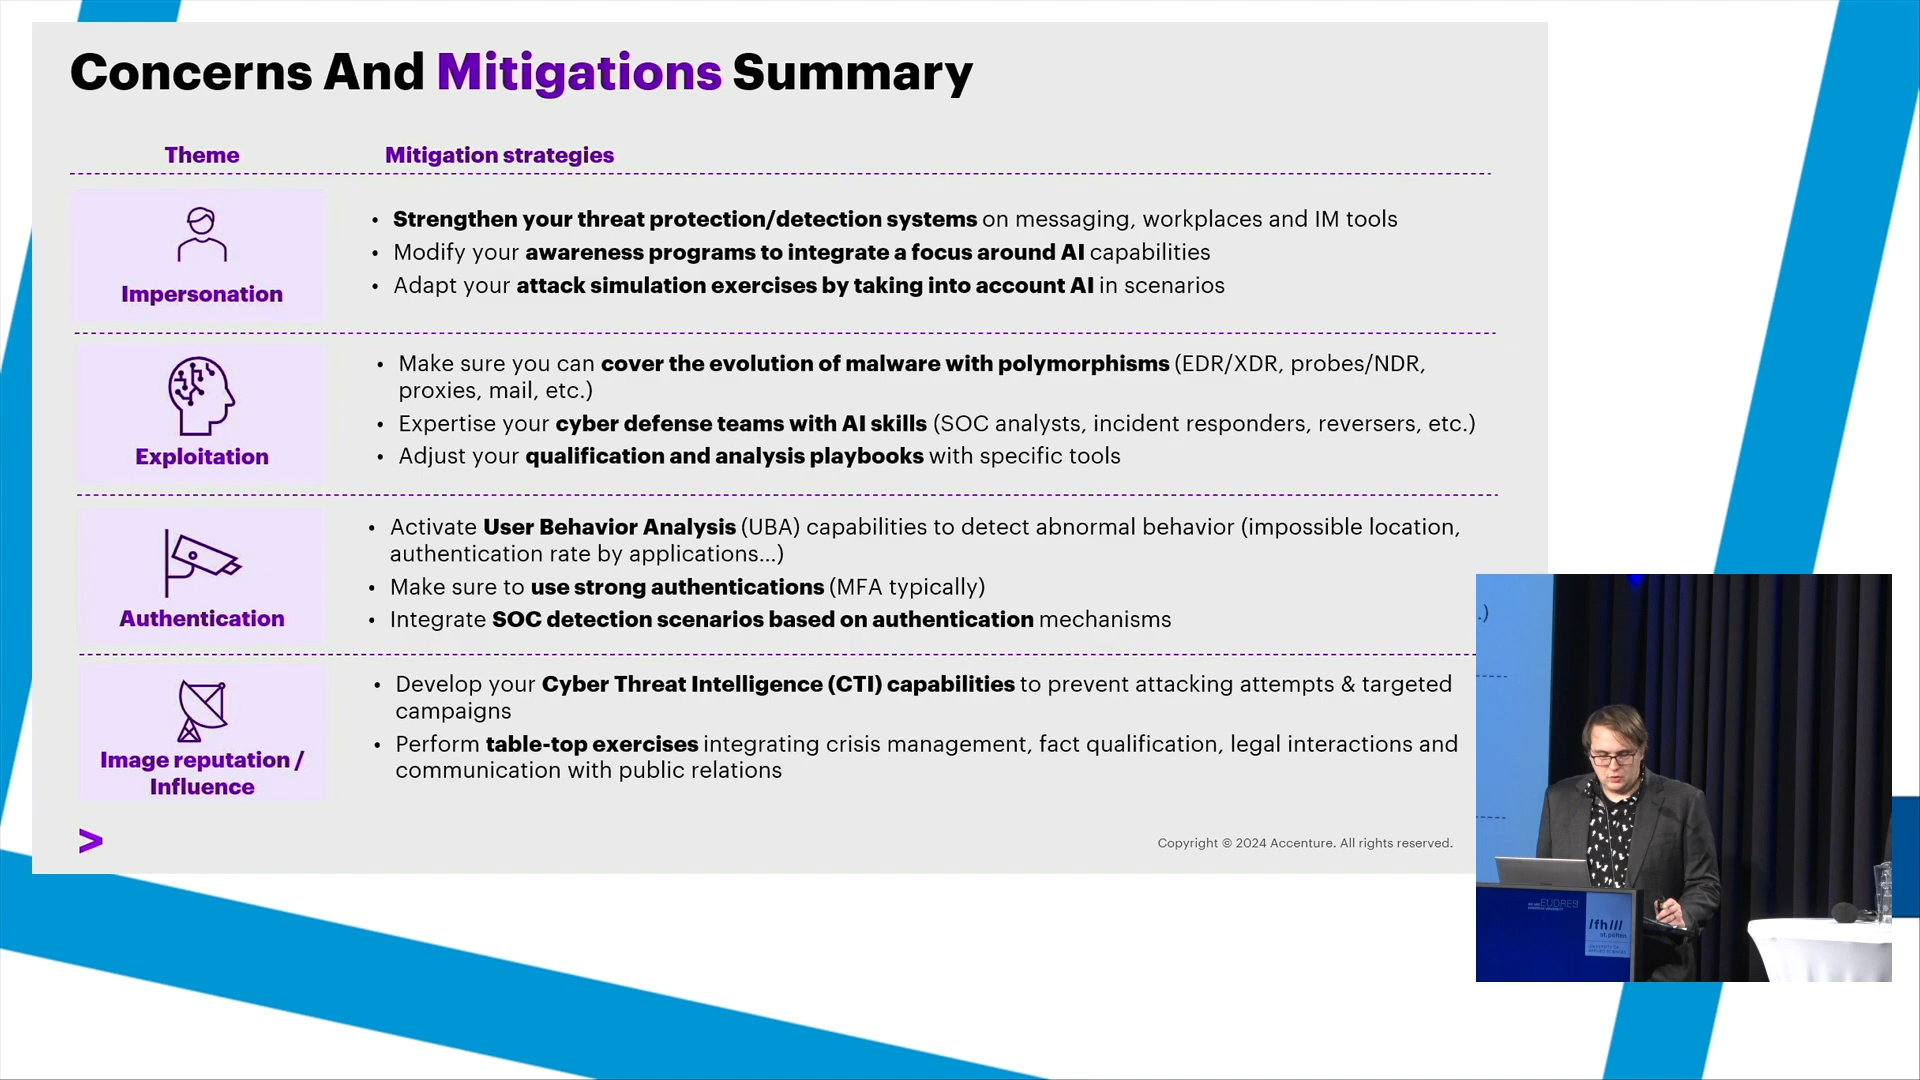 Concerns And Mitigations Summary
Theme
Mitigation strategies
Impersonation
• Strengthen your threat protection/detection systems on messaging, workplaces and IM tools
• Modify your awareness programs to integrate a focus around AI capabilities
• Adapt your attack simulation exercises by taking into account AI in scenarios
Exploitation
• Make sure you can cover the evolution of malware with polymorphisms (EDR/XDR, probes/NDR,
proxies, mail, etc.)
• Expertise your cyber defense teams with AI skills (SOC analysts, incident responders, reversers, etc.)
• Adjust your qualification and analysis playbooks with specific tools
Authentication
• Activate User Behavior Analysis (UBA) capabilities to detect abnormal behavior (impossible location,
authentication rate by applications...)
• Make sure to use strong authentications (MFA typically)
• Integrate SOC detection scenarios based on authentication mechanisms
Image reputation /
Influence
• Develop your Cyber Threat Intelligence (CTI) capabilities to prevent attacking attempts & targeted
campaigns
• Perform table-top exercises integrating crisis management, fact qualification, legal interactions and
communication with public relations
>
Copyright © 2024 Accenture. All rights reserved.
.)
EUDRES
/fh///
st.pölten